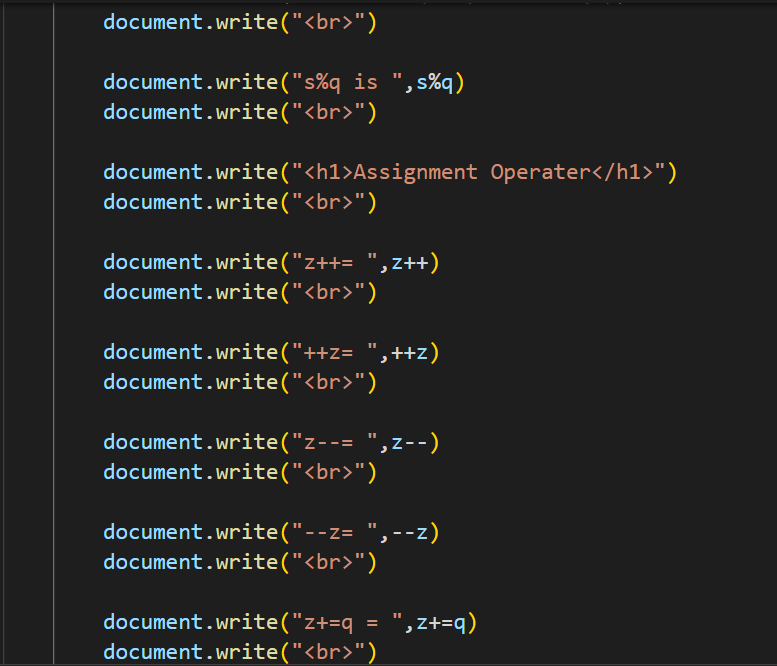 document.write("<br>")
document.write("s%q is ",s%q)
document.write("<br>")
document.write("<h1>Assignment Operater</h1>")
document.write("<br>")
document.write("z++= ",z++)
document.write("<br>")
document.write("++z= ",++z)
document.write("<br>")
document.write("z--= ",z--)
document.write("<br>")
document.write("--z= ",--z)
document.write("<br>")
document.write("z+=q = ",z+=q)
document.write("<br>")